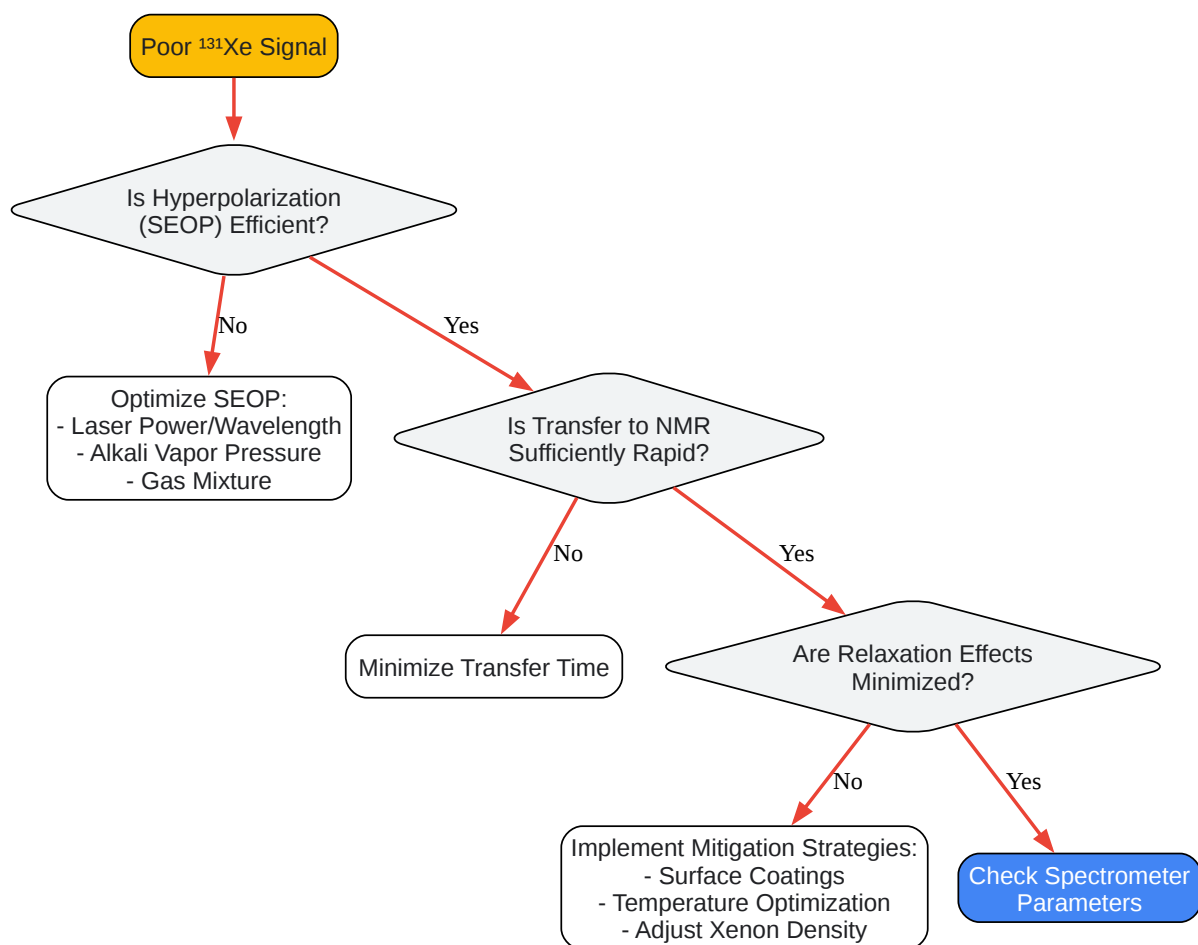 Poor ¹³¹Xe Signal
Is Hyperpolarization
(SEOP) Efficient?
No
Yes
Optimize SEOP:
- Laser Power/Wavelength
- Alkali Vapor Pressure
- Gas Mixture
Is Transfer to NMR
Sufficiently Rapid?
No
Yes
Minimize Transfer Time
Are Relaxation Effects
Minimized?
No
Yes
Implement Mitigation Strategies:
- Surface Coatings
- Temperature Optimization
- Adjust Xenon Density
Check Spectrometer
Parameters